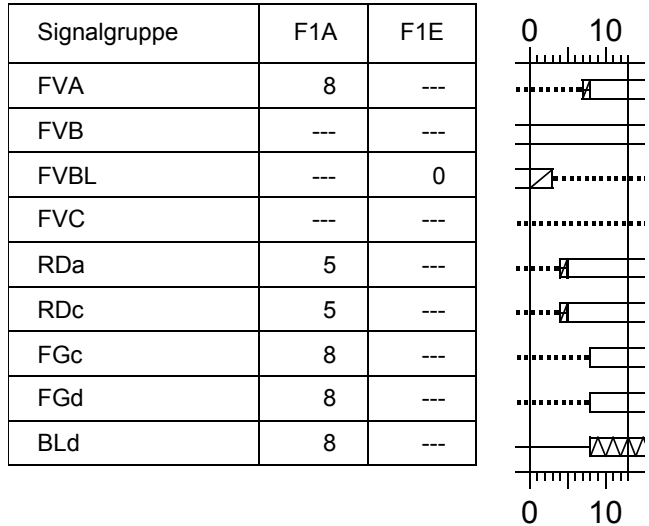 Signalgruppe F1A F1E 0 10
FVA 8 ---
FVB --- ---
FVBL --- 0
FVC --- ---
RDa 5 ---
RDc 5 ---
FGc 8 ---
FGd 8 ---
BLd 8 ---
0 10